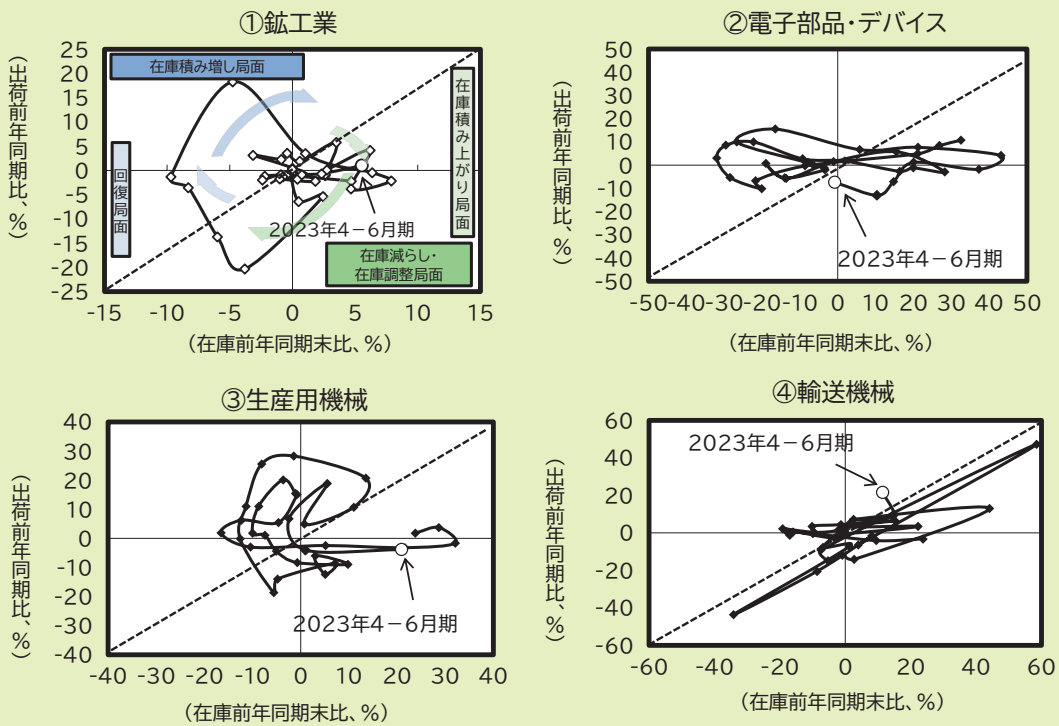 ①鉱工業
(出荷前年同期比、%)
25
20
15
10
5
0
-5
-10
-15
-20
-25
在庫積み増し局面
在庫積み上がり局面
回復局面
2023年4－6月期
在庫減らし・
在庫調整局面
-15 -10 -5 0 5 10 15
(在庫前年同期末比、%)
②電子部品・デバイス
(出荷前年同期比、%)
50
40
30
20
10
0
-10
-20
-30
-40
-50
2023年4－6月期
-50 -40 -30 -20 -10 0 10 20 30 40 50
(在庫前年同期末比、%)
③生産用機械
(出荷前年同期比、%)
40
30
20
10
0
-10
-20
-30
-40
2023年4－6月期
-40 -30 -20 -10 0 10 20 30 40
(在庫前年同期末比、%)
④輸送機械
(出荷前年同期比、%)
60
40
20
0
-20
-40
-60
2023年4－6月期
-60 -40 -20 0 20 40 60
(在庫前年同期末比、%)